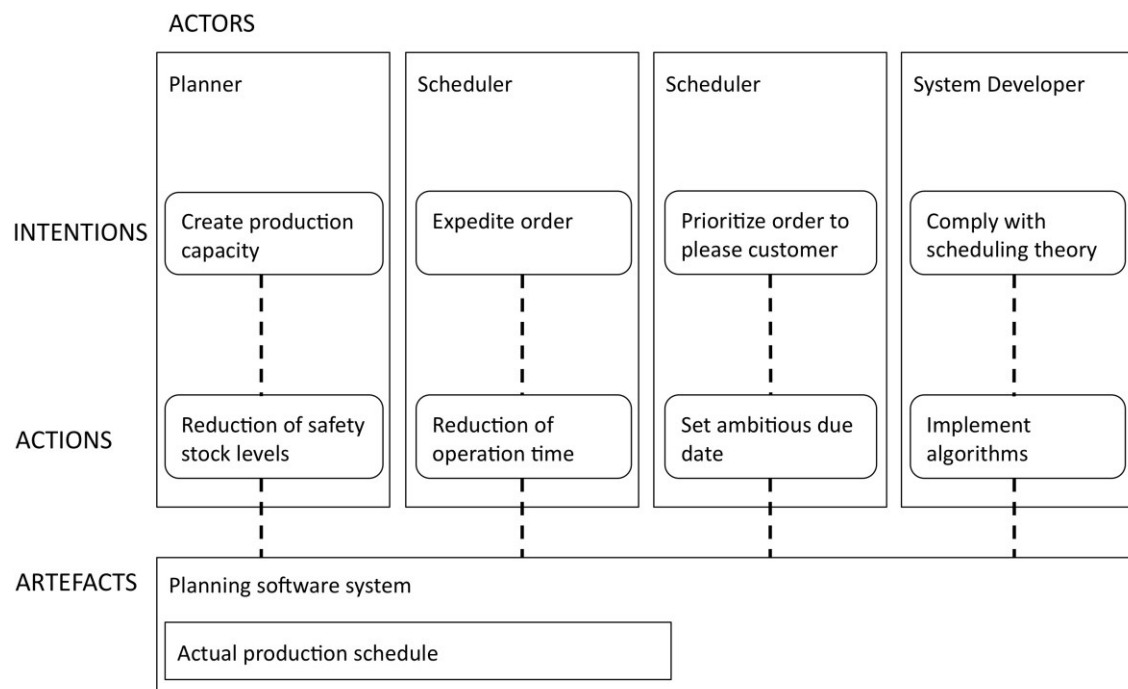 ACTORS
Planner
Scheduler
Scheduler
System Developer
INTENTIONS
Create production
capacity
Expedite order
Prioritize order to
please customer
Comply with
scheduling theory
ACTIONS
Reduction of safety
stock levels
Reduction of
operation time
Set ambitious due
date
Implement
algorithms
ARTEFACTS
Planning software system
Actual production schedule